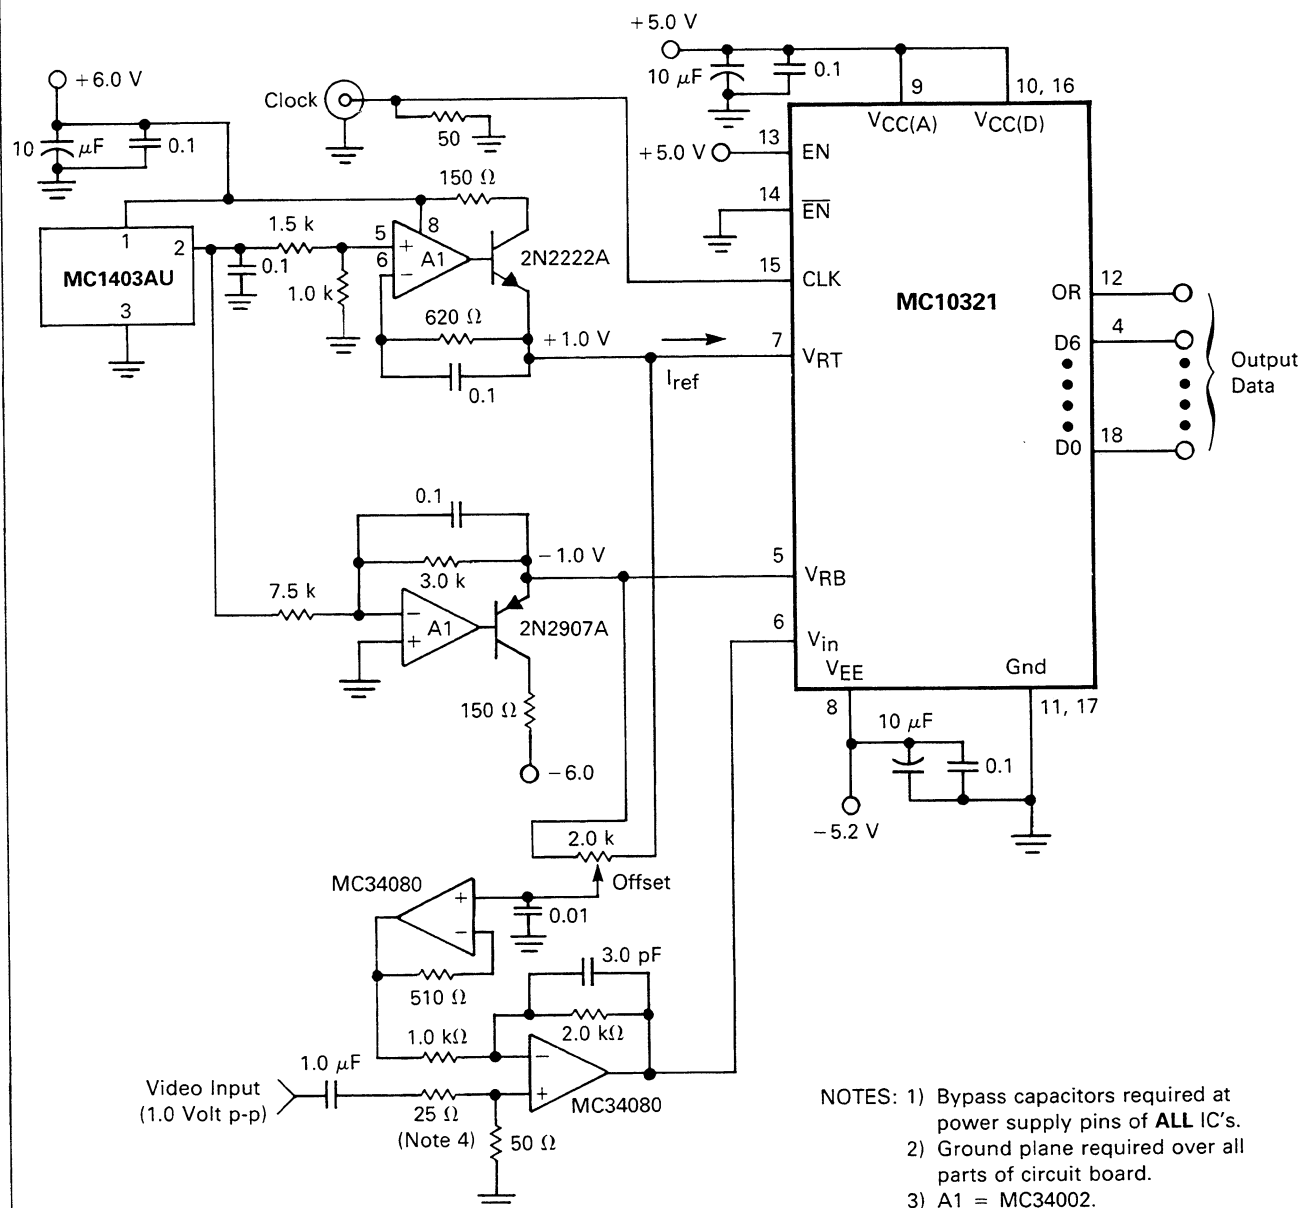 +5.0 V
10 μF
0.1
9
10, 16
+6.0 V
10 μF
0.1
Clock
50
VCC(A)
VCC(D)
+5.0 V
13
EN
14
E̅N̅
150 Ω
1
2
MC1403AU
3
1.5 k
0.1
1.0 k
5
6
8
+
−
A1
2N2222A
15
CLK
MC10321
OR
12
D6
4
D0
18
Output
Data
620 Ω
+1.0 V
0.1
Iref
7
VRT
0.1
−1.0 V
3.0 k
7.5 k
−
+
A1
2N2907A
5
VRB
6
Vin
VEE
Gnd
8
11, 17
150 Ω
−6.0
10 μF
0.1
−5.2 V
2.0 k
Offset
MC34080
+
−
0.01
510 Ω
3.0 pF
2.0 kΩ
1.0 kΩ
−
+
MC34080
1.0 μF
Video Input
(1.0 Volt p-p)
25 Ω
(Note 4)
50 Ω
NOTES: 1) Bypass capacitors required at
power supply pins of ALL IC's.
2) Ground plane required over all
parts of circuit board.
3) A1 = MC34002.